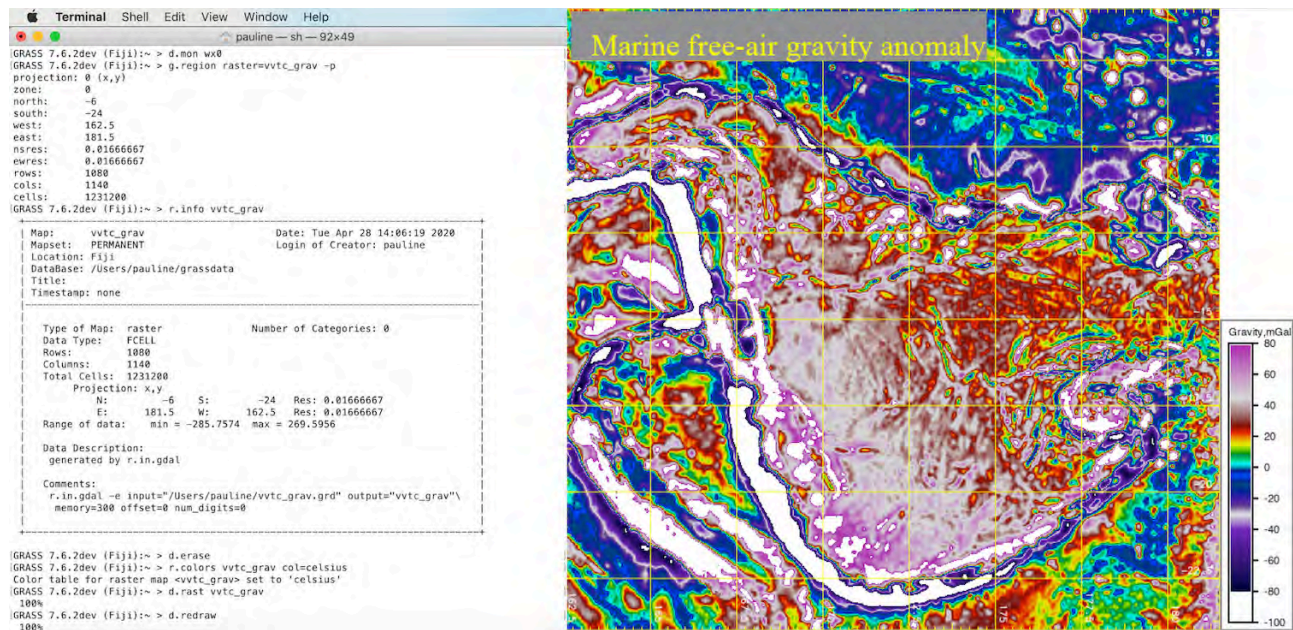 Terminal Shell Edit View Window Help
pauline — sh — 92×49
GRASS 7.6.2dev (Fiji):~ > d.mon wx0
GRASS 7.6.2dev (Fiji):~ > g.region raster=vvtc_grav -p
projection: 0 (x,y)
zone: 0
north: -6
south: -24
west: 162.5
east: 181.5
nsres: 0.01666667
ewres: 0.01666667
rows: 1080
cols: 1140
cells: 1231200
GRASS 7.6.2dev (Fiji):~ > r.info vvtc_grav
Map: vvtc_grav Date: Tue Apr 28 14:06:19 2020
Mapset: PERMANENT Login of Creator: pauline
Location: Fiji
DataBase: /Users/pauline/grassdata
Title:
Timestamp: none
Type of Map: raster Number of Categories: 0
Data Type: FCELL
Rows: 1080
Columns: 1140
Total Cells: 1231200
Projection: x,y
N: -6 S: -24 Res: 0.01666667
E: 181.5 W: 162.5 Res: 0.01666667
Range of data: min = -285.7574 max = 269.5956
Data Description:
generated by r.in.gdal
Comments:
r.in.gdal -e input="/Users/pauline/vvtc_grav.grd" output="vvtc_grav"\
memory=300 offset=0 num_digits=0
GRASS 7.6.2dev (Fiji):~ > d.erase
GRASS 7.6.2dev (Fiji):~ > r.colors vvtc_grav col=celsius
Color table for raster map <vvtc_grav> set to 'celsius'
GRASS 7.6.2dev (Fiji):~ > d.rast vvtc_grav
100%
GRASS 7.6.2dev (Fiji):~ > d.redraw
100%
Marine free-air gravity anomaly
-7.5
-10
Gravity,mGal
80
60
40
20
0
-20
-40
-60
-80
-100